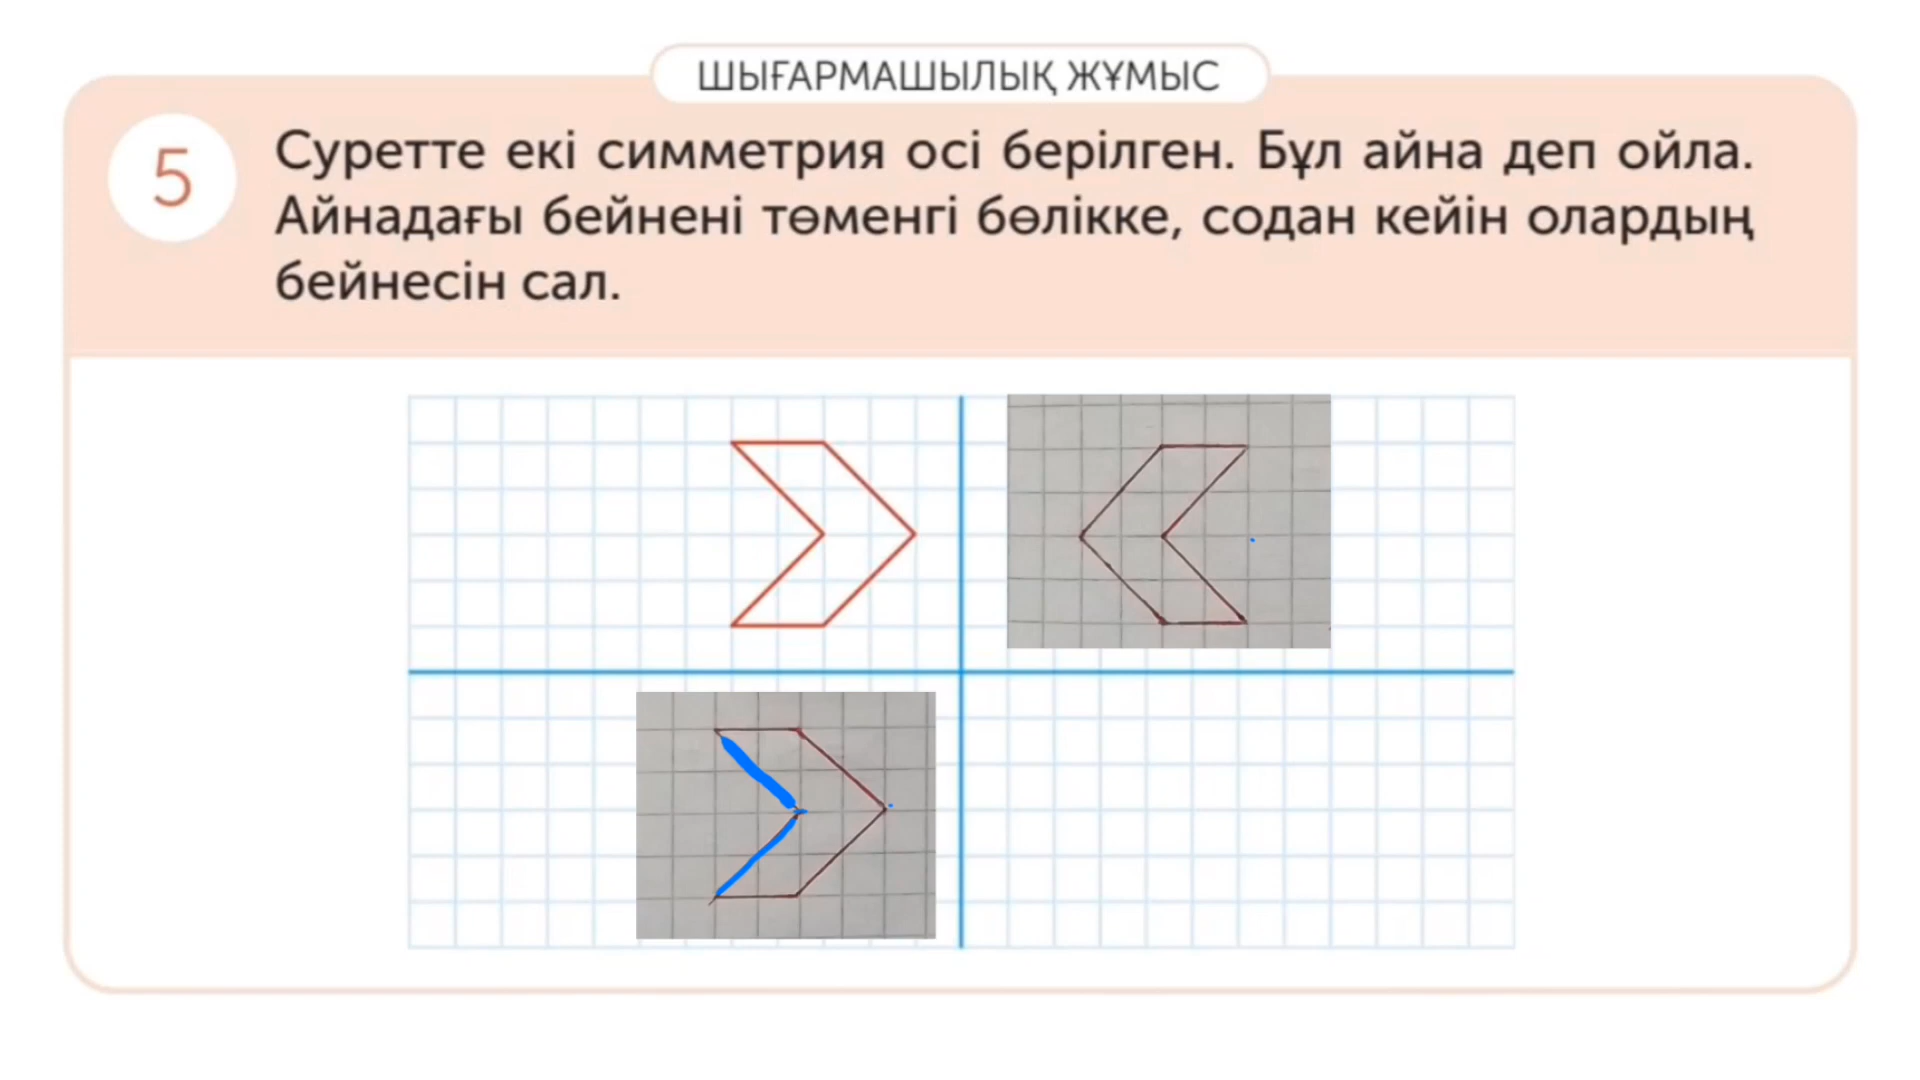 ШЫҒАРМАШЫЛЫҚ ЖҰМЫС
5
Суретте екі симметрия осі берілген. Бұл айна деп ойла.
Айнадағы бейнені төменгі бөлікке, содан кейін олардың
бейнесін сал.